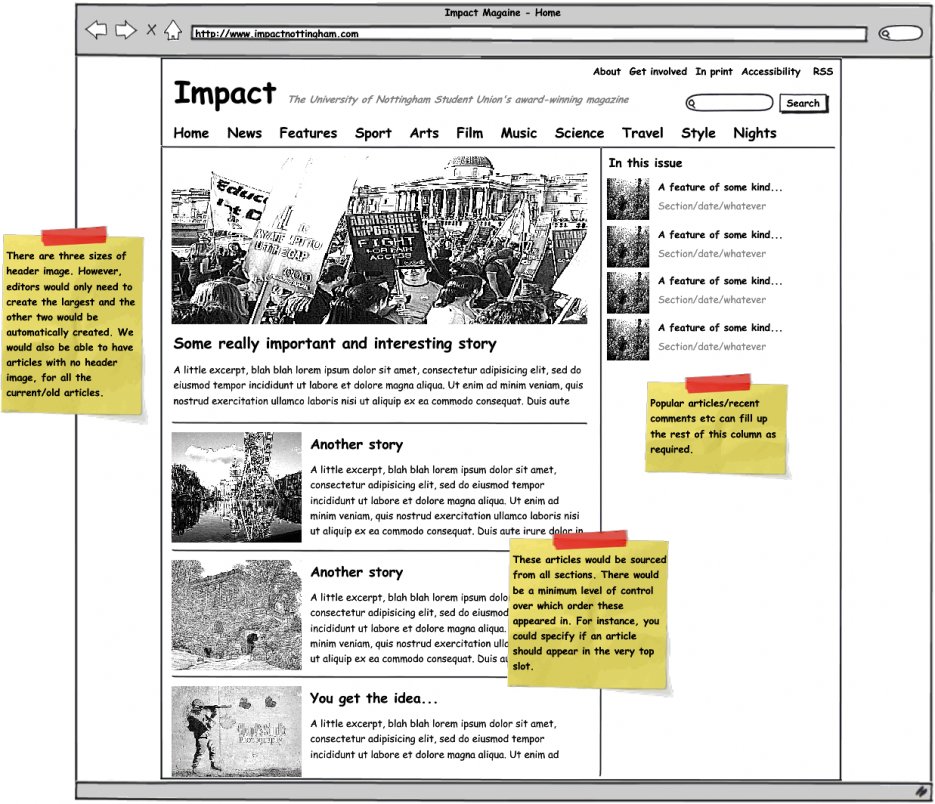 Impact Magaine - Home
http://www.impactnottingham.com
About Get involved In print Accessibility RSS
Impact
The University of Nottingham Student Union's award-winning magazine
Search
Home News Features Sport Arts Film Music Science Travel Style Nights
In this issue
A feature of some kind...
Section/date/whatever
A feature of some kind...
Section/date/whatever
A feature of some kind...
Section/date/whatever
A feature of some kind...
Section/date/whatever
FIGHT
FOR
ACCESS
There are three sizes of
header image. However,
editors would only need to
create the largest and the
other two would be
automatically created. We
would also be able to have
articles with no header
image, for all the
current/old articles.
Some really important and interesting story
A little excerpt, blah blah lorem ipsum dolor sit amet, consectetur adipisicing elit, sed do
eiusmod tempor incididunt ut labore et dolore magna aliqua. Ut enim ad minim veniam, quis
nostrud exercitation ullamco laboris nisi ut aliquip ex ea commodo consequat. Duis aute
Popular articles/recent
comments etc can fill up
the rest of this column as
required.
Another story
A little excerpt, blah blah lorem ipsum dolor sit amet,
consectetur adipisicing elit, sed do eiusmod tempor
incididunt ut labore et dolore magna aliqua. Ut enim ad
minim veniam, quis nostrud exercitation ullamco laboris nisi
ut aliquip ex ea commodo consequat. Duis aute irure dolor in
These articles would be sourced
from all sections. There would
be a minimum level of control
over which order these
appeared in. For instance, you
could specify if an article
should appear in the very top
slot.
Another story
A little excerpt, blah blah lorem ipsum
consectetur adipisicing elit, sed do eiusmod
incididunt ut labore et dolore magna aliqua.
minim veniam, quis nostrud exercitation
ut aliquip ex ea commodo consequat. Duis
You get the idea...
A little excerpt, blah blah lorem ipsum dolor sit amet,
consectetur adipisicing elit, sed do eiusmod tempor
incididunt ut labore et dolore magna aliqua. Ut enim ad